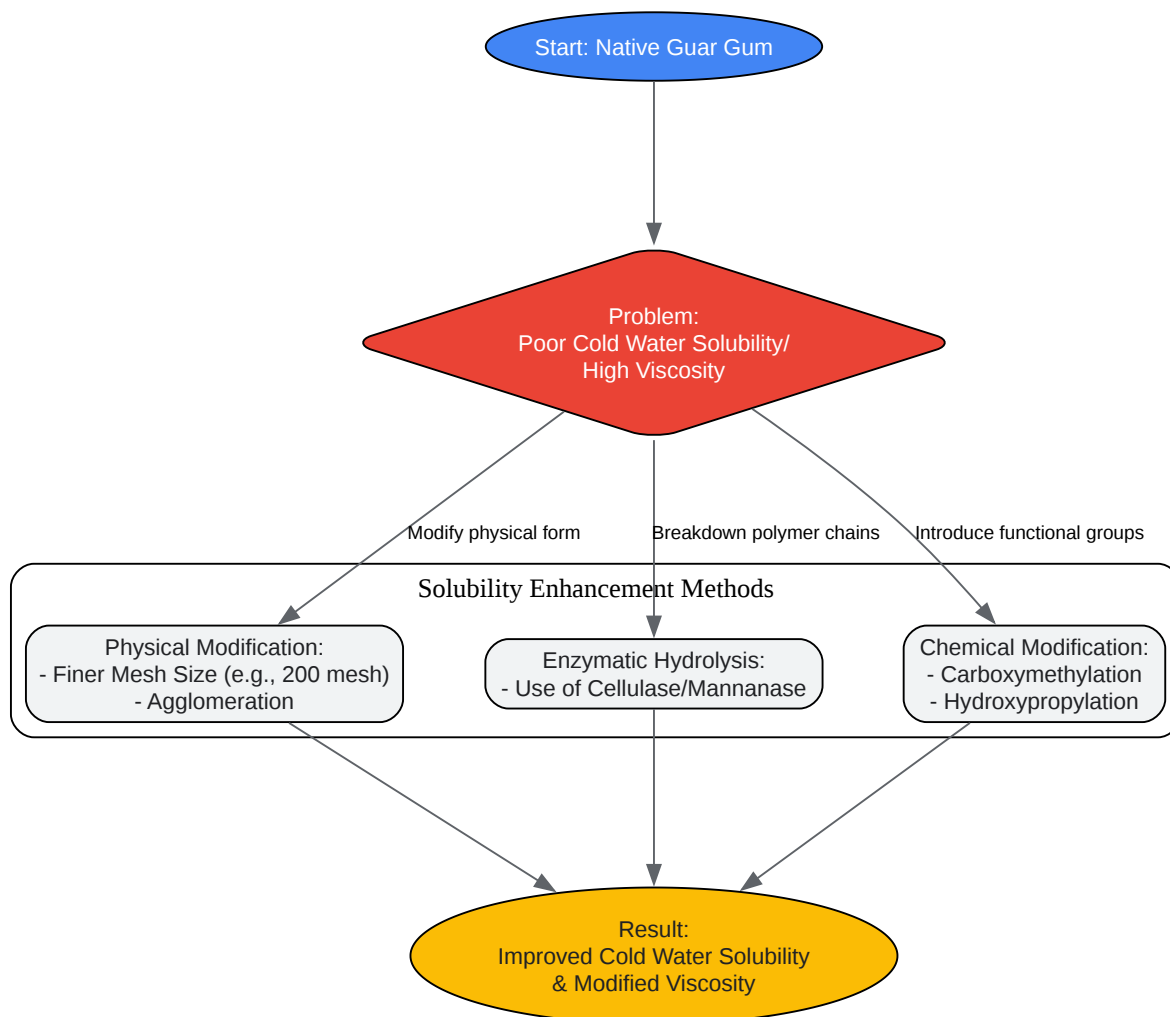 Start: Native Guar Gum
Problem:
Poor Cold Water Solubility/
High Viscosity
Modify physical form
Breakdown polymer chains
Introduce functional groups
Solubility Enhancement Methods
Physical Modification:
- Finer Mesh Size (e.g., 200 mesh)
- Agglomeration
Enzymatic Hydrolysis:
- Use of Cellulase/Mannanase
Chemical Modification:
- Carboxymethylation
- Hydroxypropylation
Result:
Improved Cold Water Solubility
& Modified Viscosity